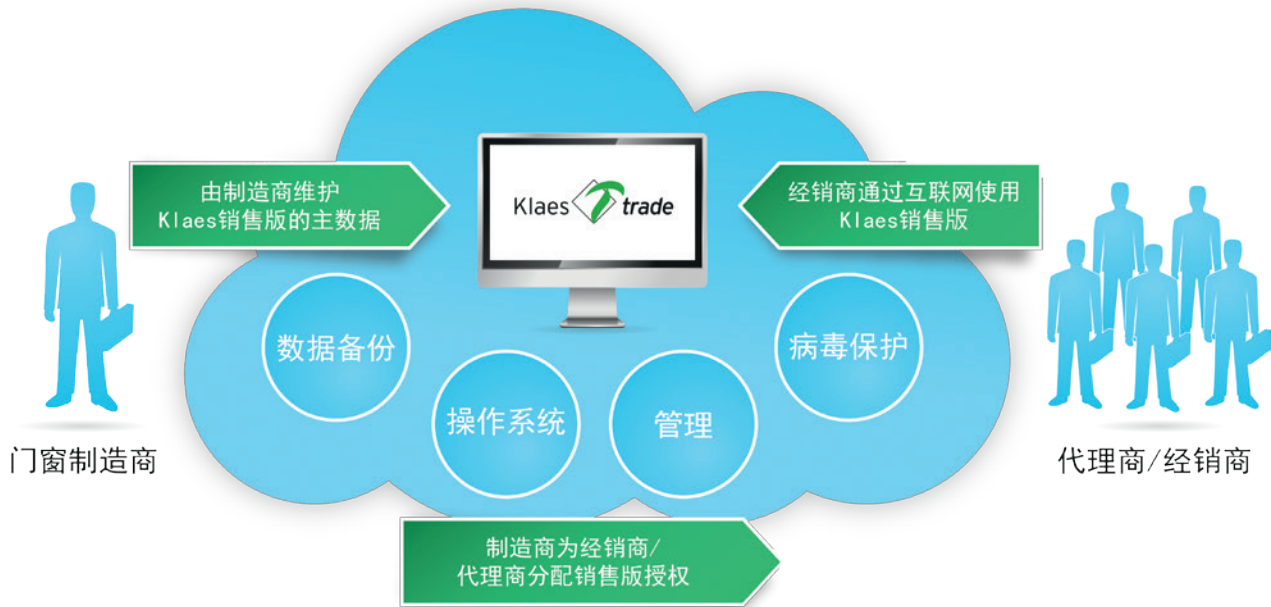 由制造商维护
Klaes销售版的主数据
Klaes trade
经销商通过互联网使用
Klaes销售版
数据备份
操作系统
管理
病毒保护
门窗制造商
代理商/经销商
制造商为经销商/
代理商分配销售版授权